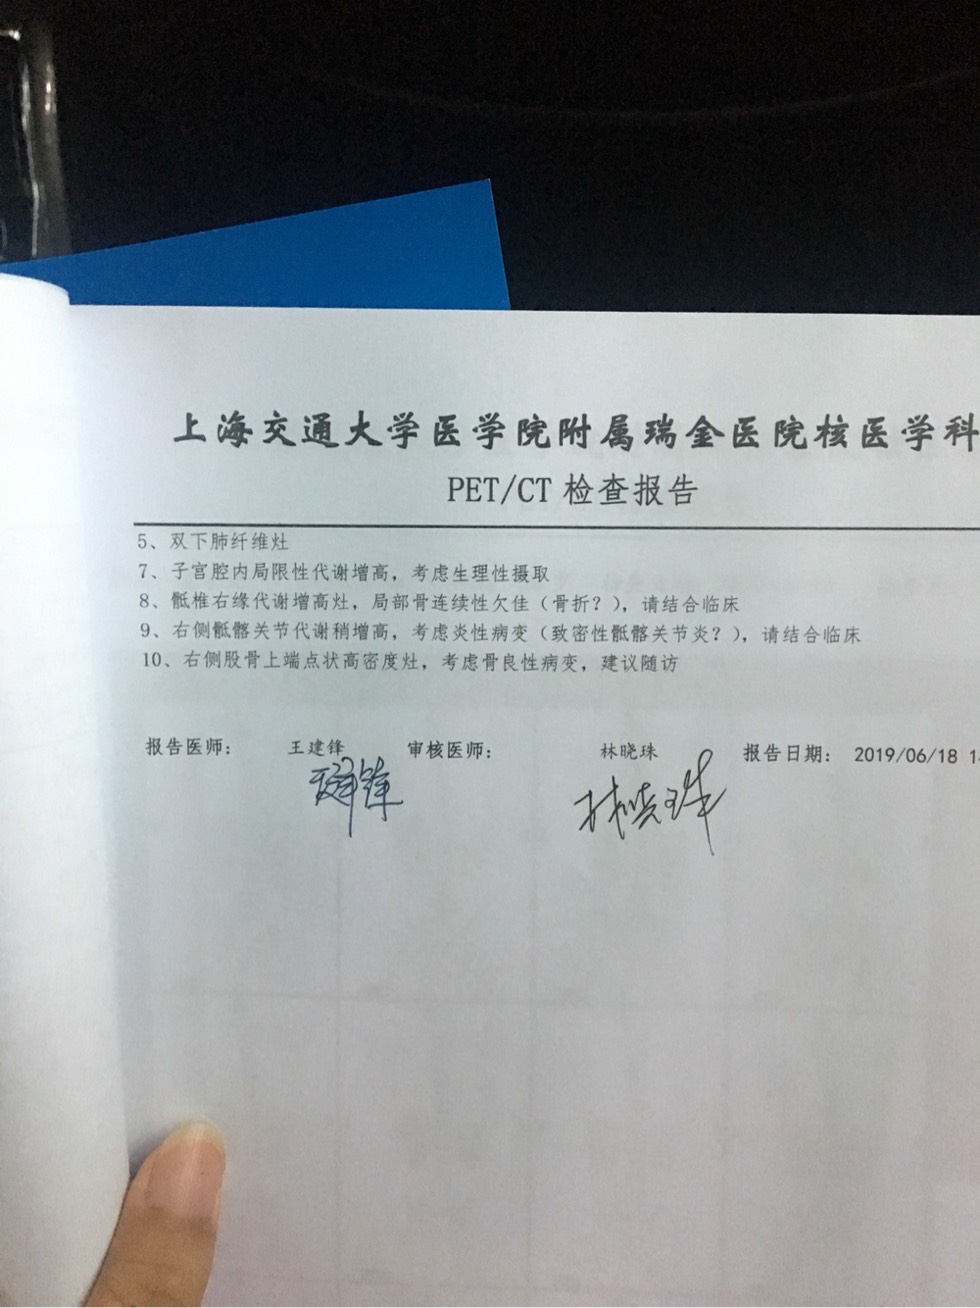 上海交通大学医学院附属瑞金医院核医学科
PET/CT 检查报告
5、双下肺纤维灶
7、子宫腔内局限性代谢增高，考虑生理性摄取
8、骶椎右缘代谢增高灶，局部骨连续性欠佳（骨折？），请结合临床
9、右侧骶髂关节代谢稍增高，考虑炎性病变（致密性骶髂关节炎？），请结合临床
10、右侧股骨上端点状高密度灶，考虑骨良性病变，建议随访
报告医师： 王建锋 审核医师： 林晓珠 报告日期： 2019/06/18
王建锋 林晓珠